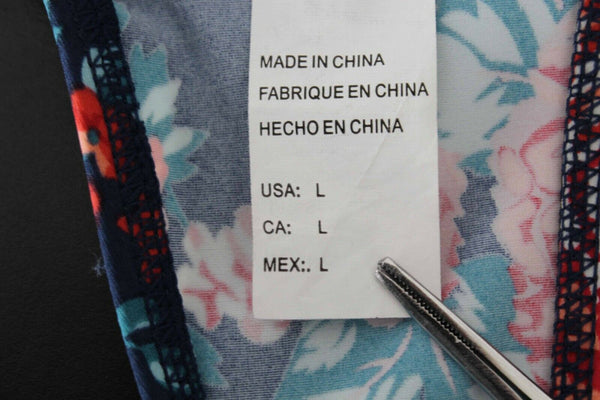 MADE IN CHINA
FABRIQUE EN CHINA
HECHO EN CHINA
USA: L
CA: L
MEX:. L